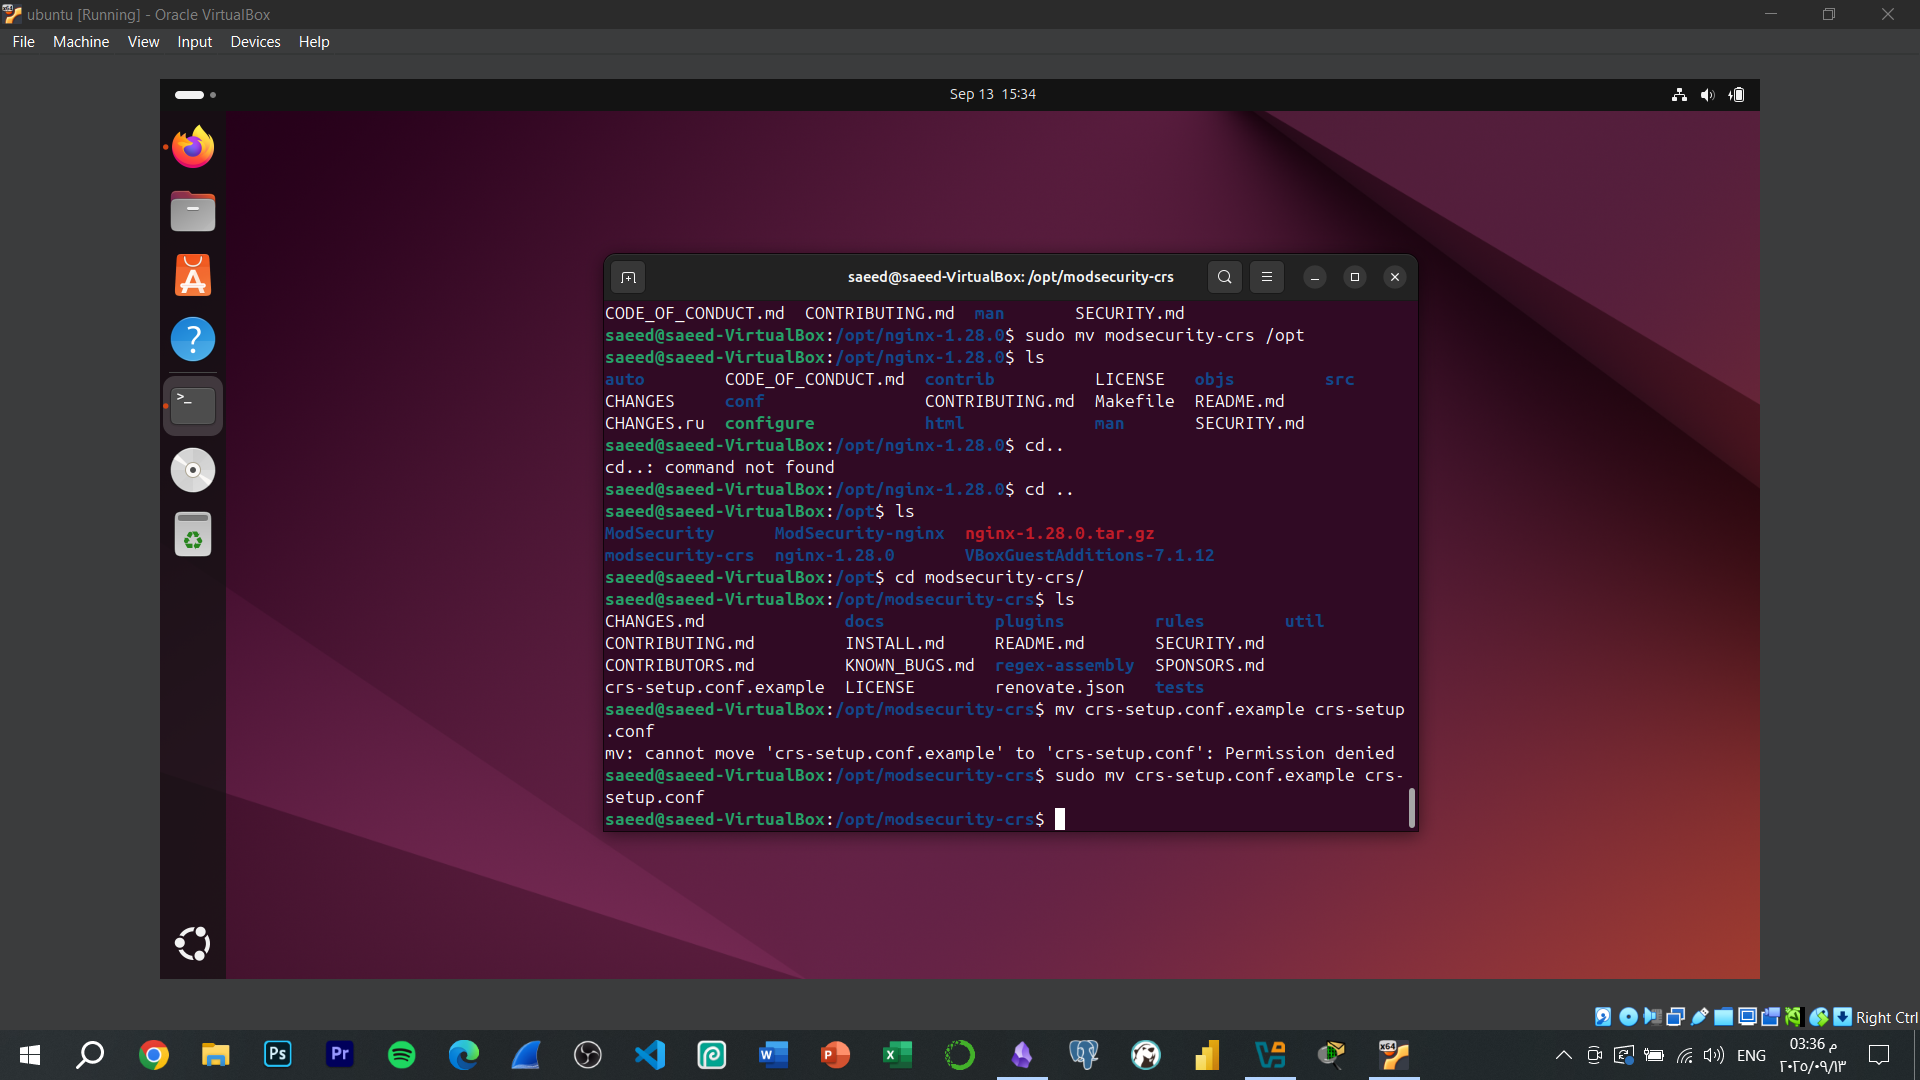 ubuntu [Running] - Oracle VirtualBox
File Machine View Input Devices Help
Sep 13 15:34
saeed@saeed-VirtualBox: /opt/modsecurity-crs
CODE_OF_CONDUCT.md CONTRIBUTING.md man SECURITY.md
saeed@saeed-VirtualBox:/opt/nginx-1.28.0$ sudo mv modsecurity-crs /opt
saeed@saeed-VirtualBox:/opt/nginx-1.28.0$ ls
auto CODE_OF_CONDUCT.md contrib LICENSE objs src
CHANGES conf CONTRIBUTING.md Makefile README.md
CHANGES.ru configure html man SECURITY.md
saeed@saeed-VirtualBox:/opt/nginx-1.28.0$ cd..
cd..: command not found
saeed@saeed-VirtualBox:/opt/nginx-1.28.0$ cd ..
saeed@saeed-VirtualBox:/opt$ ls
ModSecurity ModSecurity-nginx nginx-1.28.0.tar.gz
modsecurity-crs nginx-1.28.0 VBoxGuestAdditions-7.1.12
saeed@saeed-VirtualBox:/opt$ cd modsecurity-crs/
saeed@saeed-VirtualBox:/opt/modsecurity-crs$ ls
CHANGES.md docs plugins rules util
CONTRIBUTING.md INSTALL.md README.md SECURITY.md
CONTRIBUTORS.md KNOWN_BUGS.md regex-assembly SPONSORS.md
crs-setup.conf.example LICENSE renovate.json tests
saeed@saeed-VirtualBox:/opt/modsecurity-crs$ mv crs-setup.conf.example crs-setup
.conf
mv: cannot move 'crs-setup.conf.example' to 'crs-setup.conf': Permission denied
saeed@saeed-VirtualBox:/opt/modsecurity-crs$ sudo mv crs-setup.conf.example crs-
setup.conf
saeed@saeed-VirtualBox:/opt/modsecurity-crs$
Right Ctrl
Ps Pr
ENG
03:36 م
٢٠٢٥/٠٩/١٣